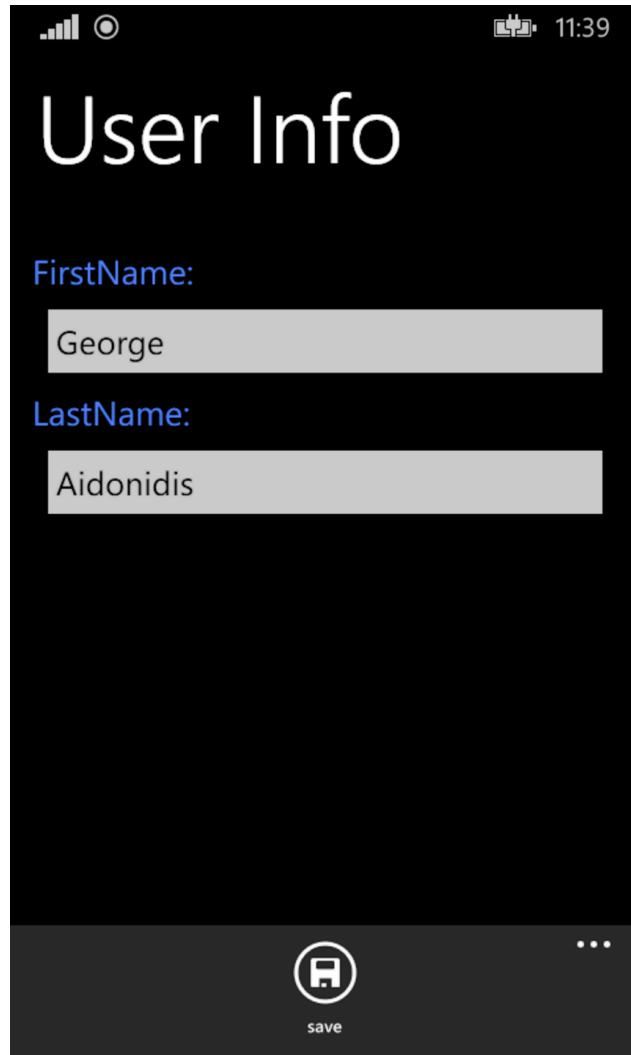 11:39
User Info
FirstName:
George
LastName:
Aidonidis
save